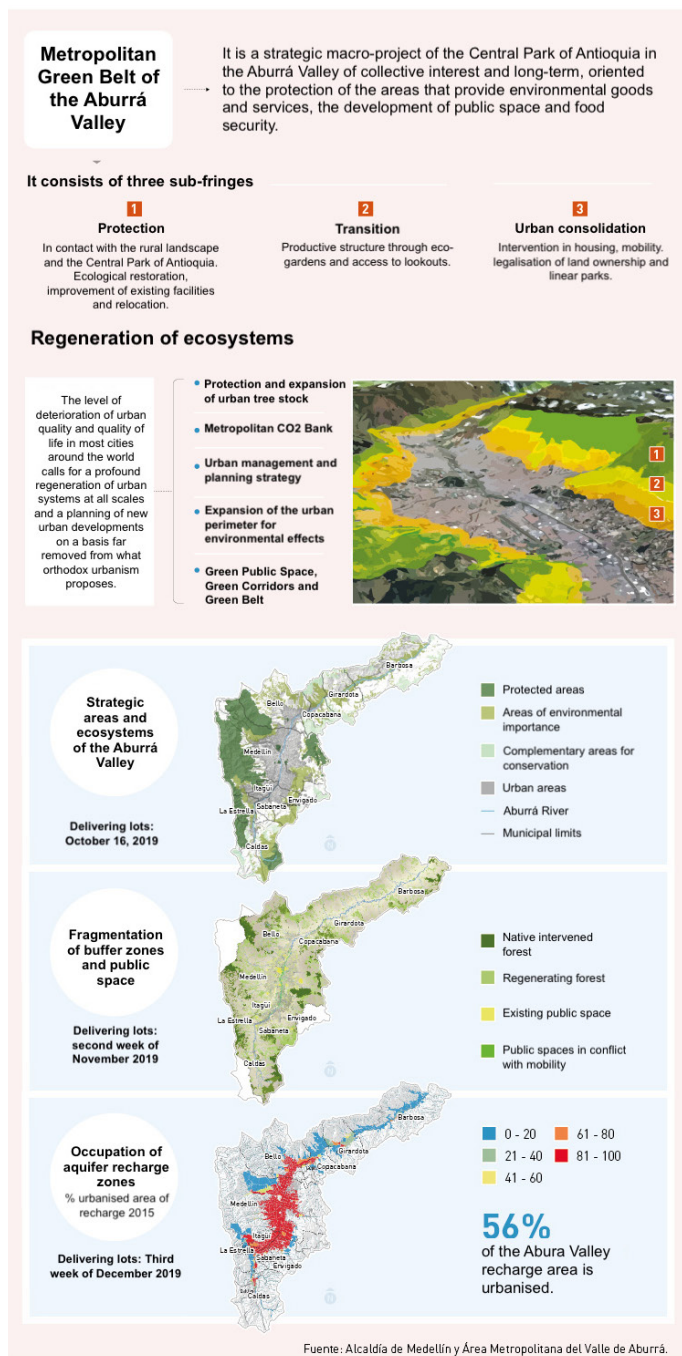 Metropolitan
Green Belt of
the Aburrá
Valley
It is a strategic macro-project of the Central Park of Antioquia in
the Aburrá Valley of collective interest and long-term, oriented
to the protection of the areas that provide environmental goods
and services, the development of public space and food
security.
It consists of three sub-fringes
1
Protection
In contact with the rural landscape
and the Central Park of Antioquia.
Ecological restoration,
improvement of existing facilities
and relocation.
2
Transition
Productive structure through eco-
gardens and access to lookouts.
3
Urban consolidation
Intervention in housing, mobility.
legalisation of land ownership and
linear parks.
Regeneration of ecosystems
The level of
deterioration of urban
quality and quality of
life in most cities
around the world
calls for a profound
regeneration of urban
systems at all scales
and a planning of new
urban developments
on a basis far
removed from what
orthodox urbanism
proposes.
Protection and expansion
of urban tree stock
Metropolitan CO2 Bank
Urban management and
planning strategy
Expansion of the urban
perimeter for
environmental effects
Green Public Space,
Green Corridors and
Green Belt
1
2
3
Strategic
areas and
ecosystems
of the Aburrá
Valley
Delivering lots:
October 16, 2019
Barbosa
Girardota
Bello
Copacabana
Medellín
Itagüí
Envigado
La Estrella
Sabaneta
Caldas
Protected areas
Areas of environmental
importance
Complementary areas for
conservation
Urban areas
Aburrá River
Municipal limits
Fragmentation
of buffer zones
and public
space
Delivering lots:
second week of
November 2019
Barbosa
Girardota
Bello
Copacabana
Medellín
Itagüí
La Estrella
Envigado
Sabaneta
Caldas
Native intervened
forest
Regenerating forest
Existing public space
Public spaces in conflict
with mobility
Occupation of
aquifer recharge
zones
% urbanised area of
recharge 2015
Delivering lots: Third
week of December 2019
Barbosa
Girardota
Bello
Copacabana
Medellín
Itagüí
La Estrella
Sabaneta
Envigado
Caldas
0 - 20
21 - 40
41 - 60
61 - 80
81 - 100
56%
of the Abura Valley
recharge area is
urbanised.
Fuente: Alcaldía de Medellín y Área Metropolitana del Valle de Aburrá.